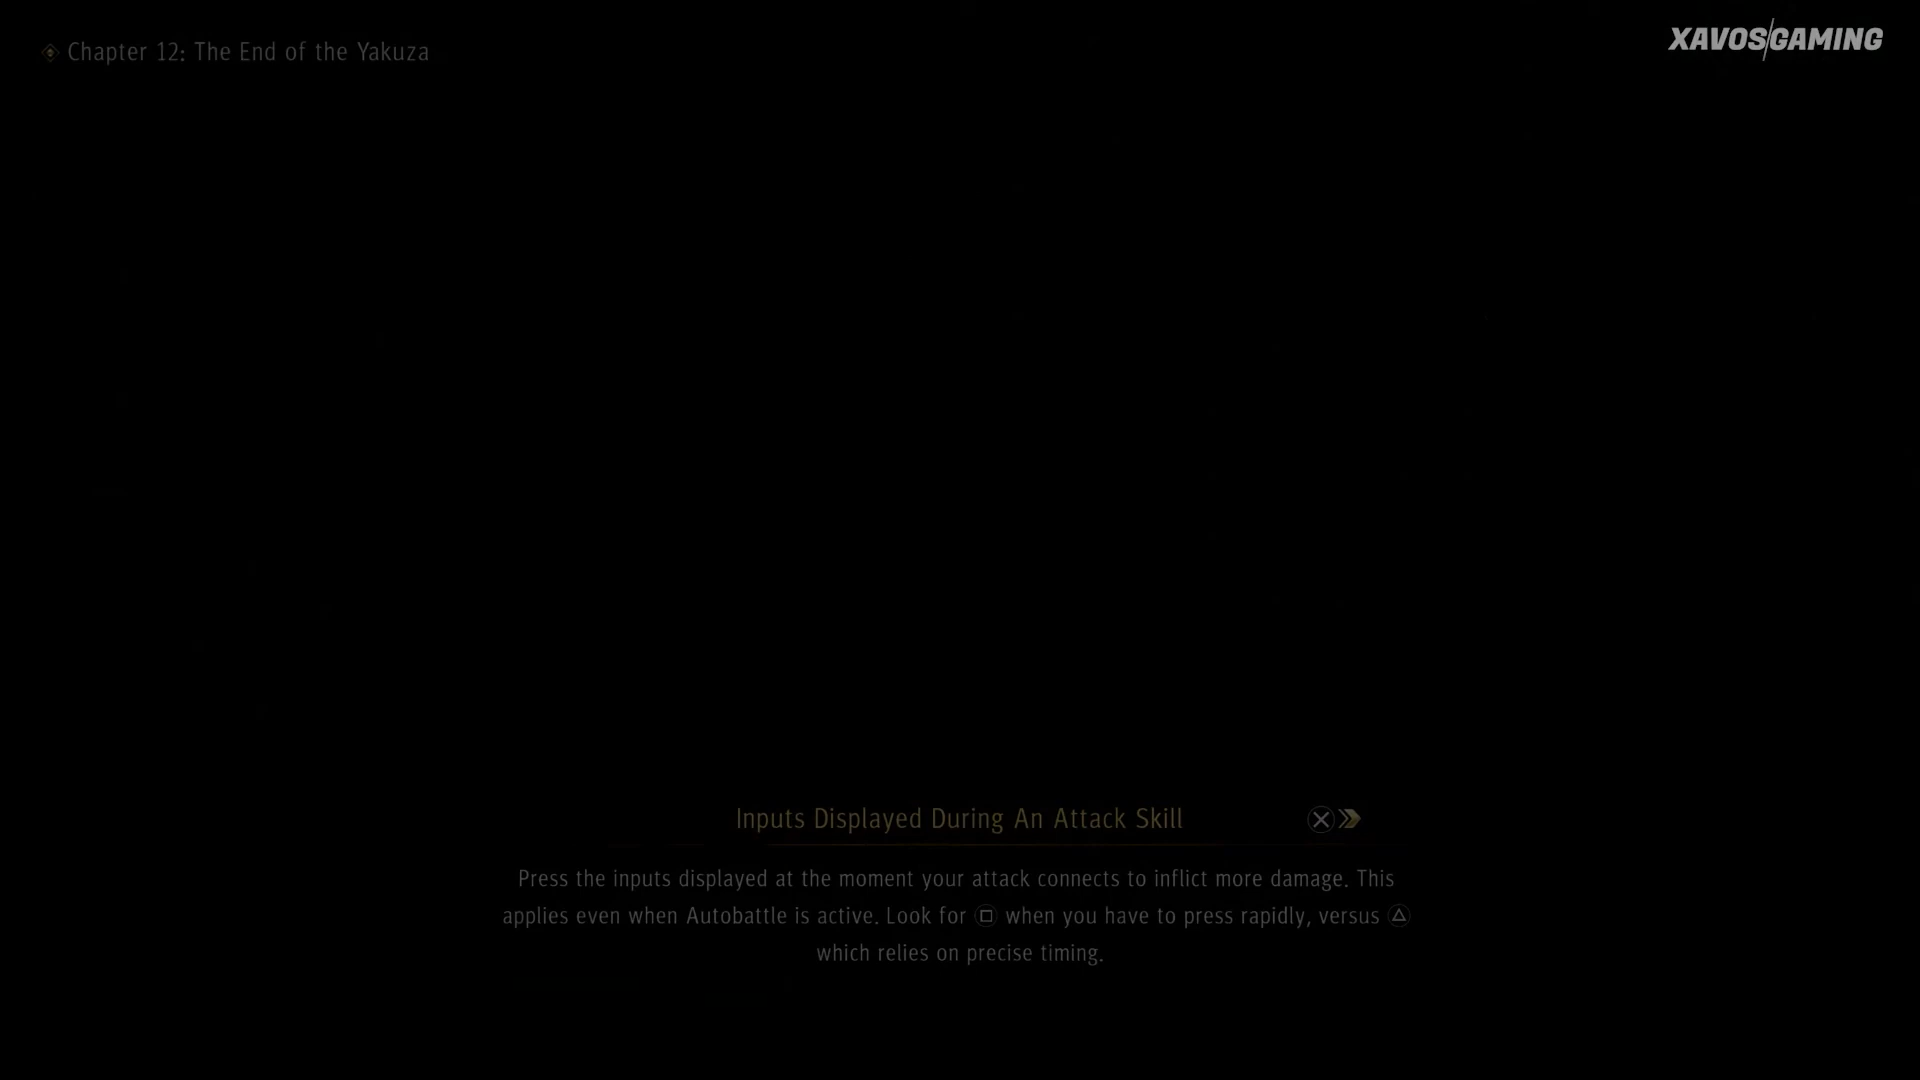 Chapter 12: The End of the Yakuza
XAVOS/GAMING
Inputs Displayed During An Attack Skill
Press the inputs displayed at the moment your attack connects to inflict more damage. This
applies even when Autobattle is active. Look for □ when you have to press rapidly, versus △
which relies on precise timing.